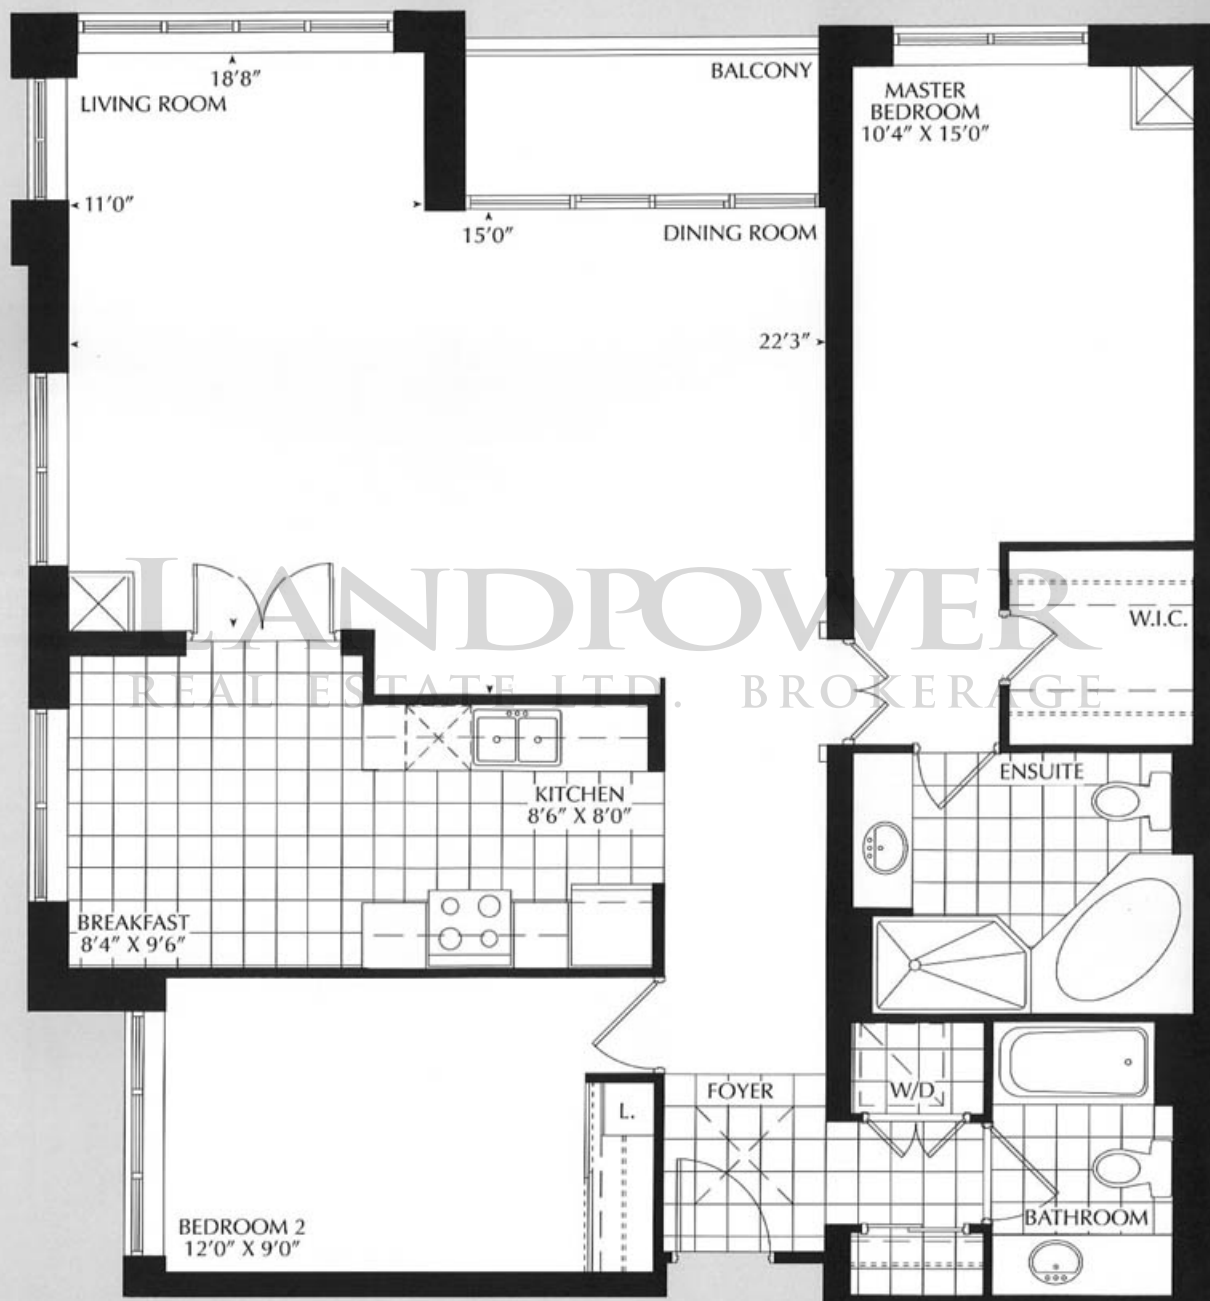 18'8"
LIVING ROOM
BALCONY
MASTER
BEDROOM
10'4" X 15'0"
11'0"
15'0"
DINING ROOM
22'3"
LANDPOWER
REAL ESTATE LTD. BROKERAGE
W.I.C.
ENSUITE
KITCHEN
8'6" X 8'0"
BREAKFAST
8'4" X 9'6"
FOYER
W/D
L.
BEDROOM 2
12'0" X 9'0"
BATHROOM